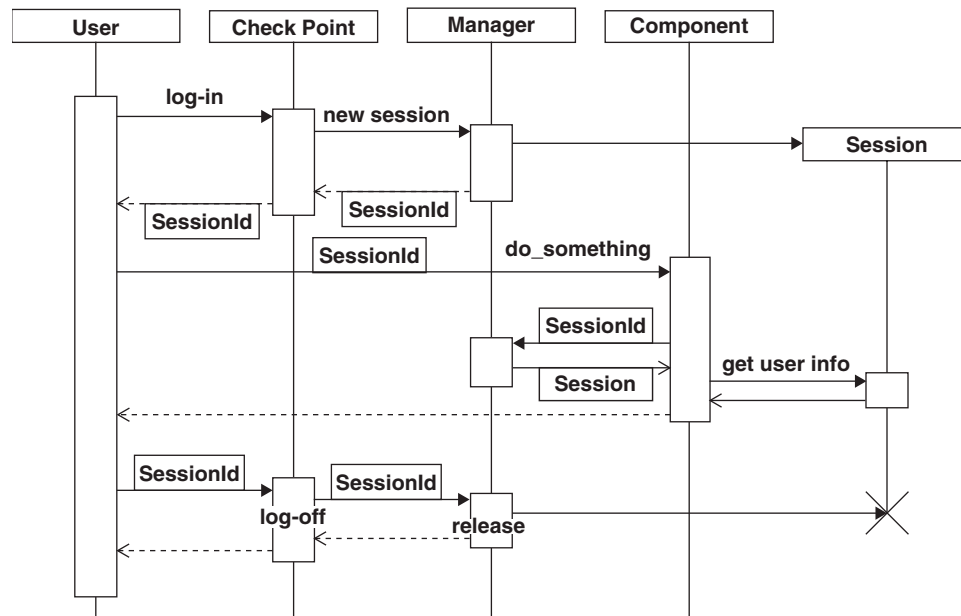 User
Check Point
Manager
Component
log-in
new session
Session
SessionId
SessionId
SessionId
do_something
SessionId
Session
get user info
SessionId
SessionId
log-off
release